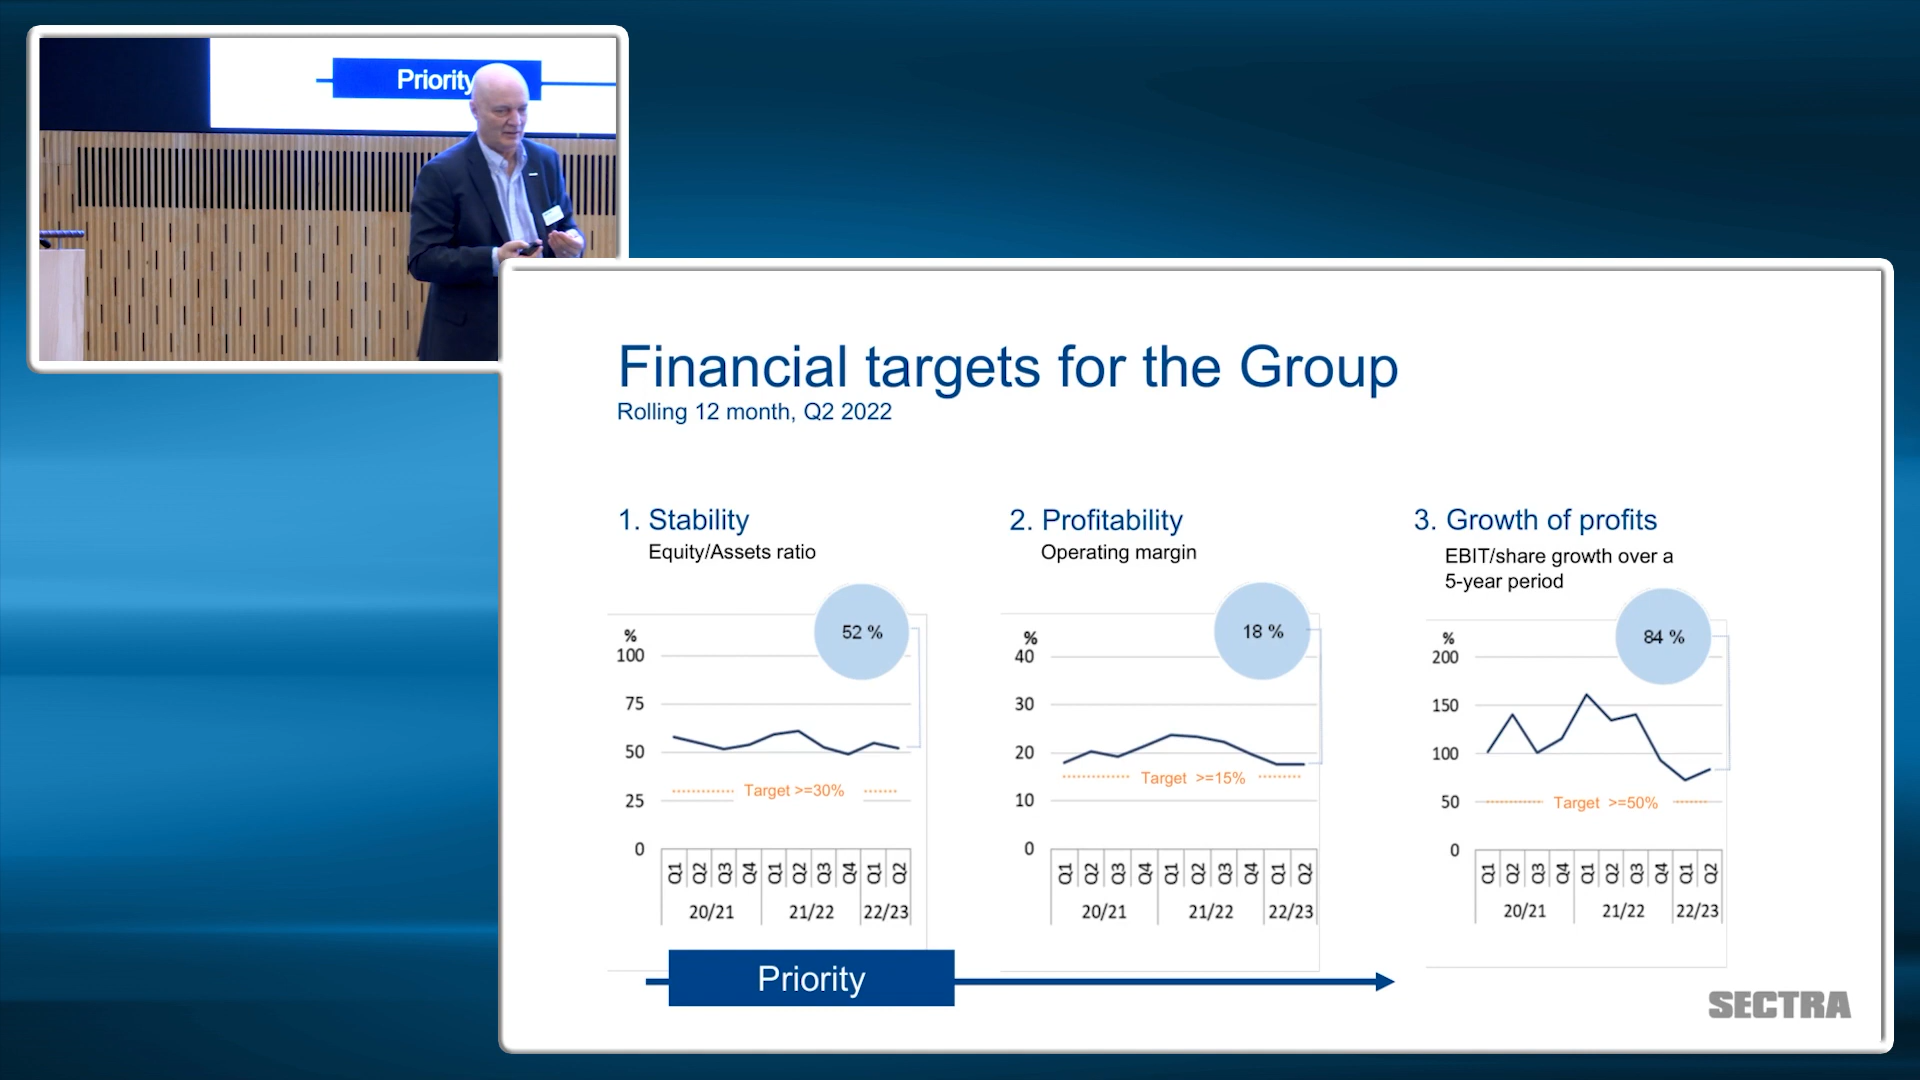 Priority
Financial targets for the Group
Rolling 12 month, Q2 2022
1. Stability
Equity/Assets ratio
52 %
%
100
75
50
25
0
Target >=30%
Q1 Q2 Q3 Q4 Q1 Q2 Q3 Q4 Q1 Q2
20/21 21/22 22/23
2. Profitability
Operating margin
18 %
%
40
30
20
10
0
Target >=15%
Q1 Q2 Q3 Q4 Q1 Q2 Q3 Q4 Q1 Q2
20/21 21/22 22/23
3. Growth of profits
EBIT/share growth over a
5-year period
84 %
%
200
150
100
50
0
Target >=50%
Q1 Q2 Q3 Q4 Q1 Q2 Q3 Q4 Q1 Q2
20/21 21/22 22/23
Priority
SECTRA